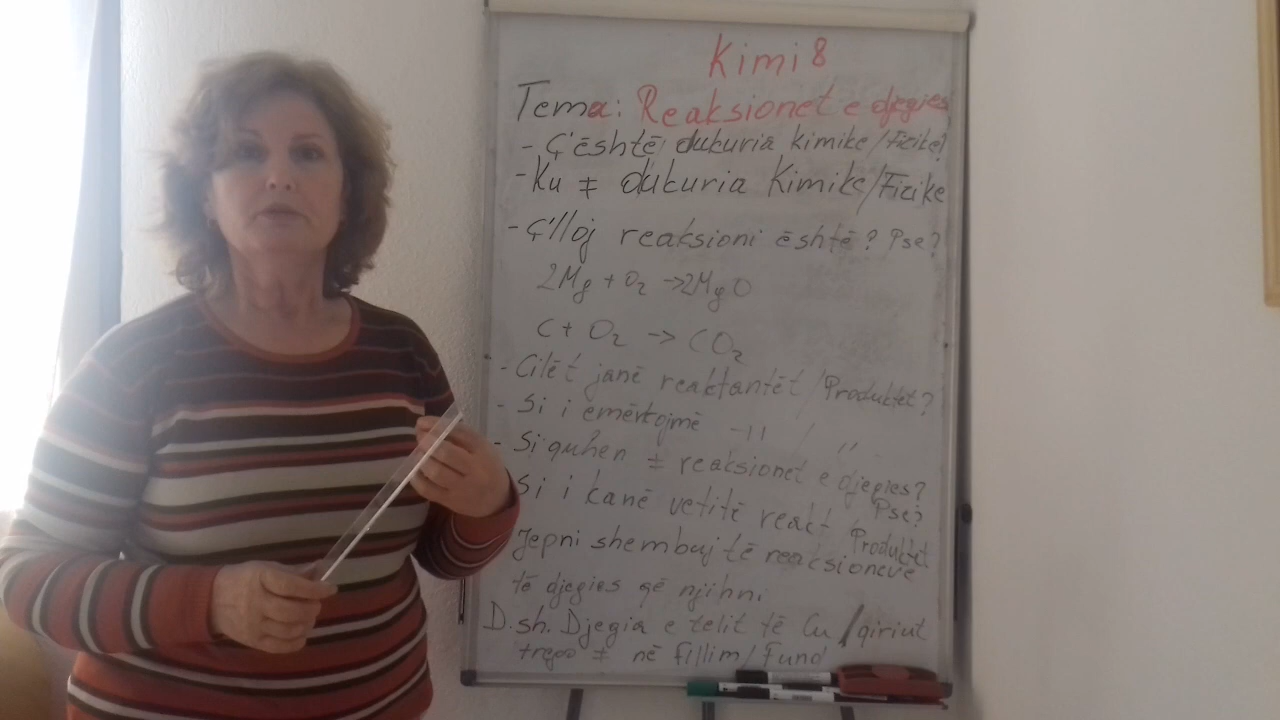 Kimi 8
Tema: Reaksionet e djegies
- Ç'është dukuria kimike/Fizike?
- Ku ≠ dukuria Kimike/Fizike
- Ç'lloj reaksioni është? Pse?
2Mg + O₂ → 2MgO
C + O₂ → CO₂
- Cilët janë reaktantët / Produktet?
- Si i emërtojmë -11 / "
- Si quhen ≠ reaksionet e djegies? Pse?
Si i kanë vetitë react / Produktet
Jepni shembuj të reaksioneve
të djegies që njihni.
D.sh. Djegia e telit të Cu / qiriut
trego ≠ në fillim / Fund